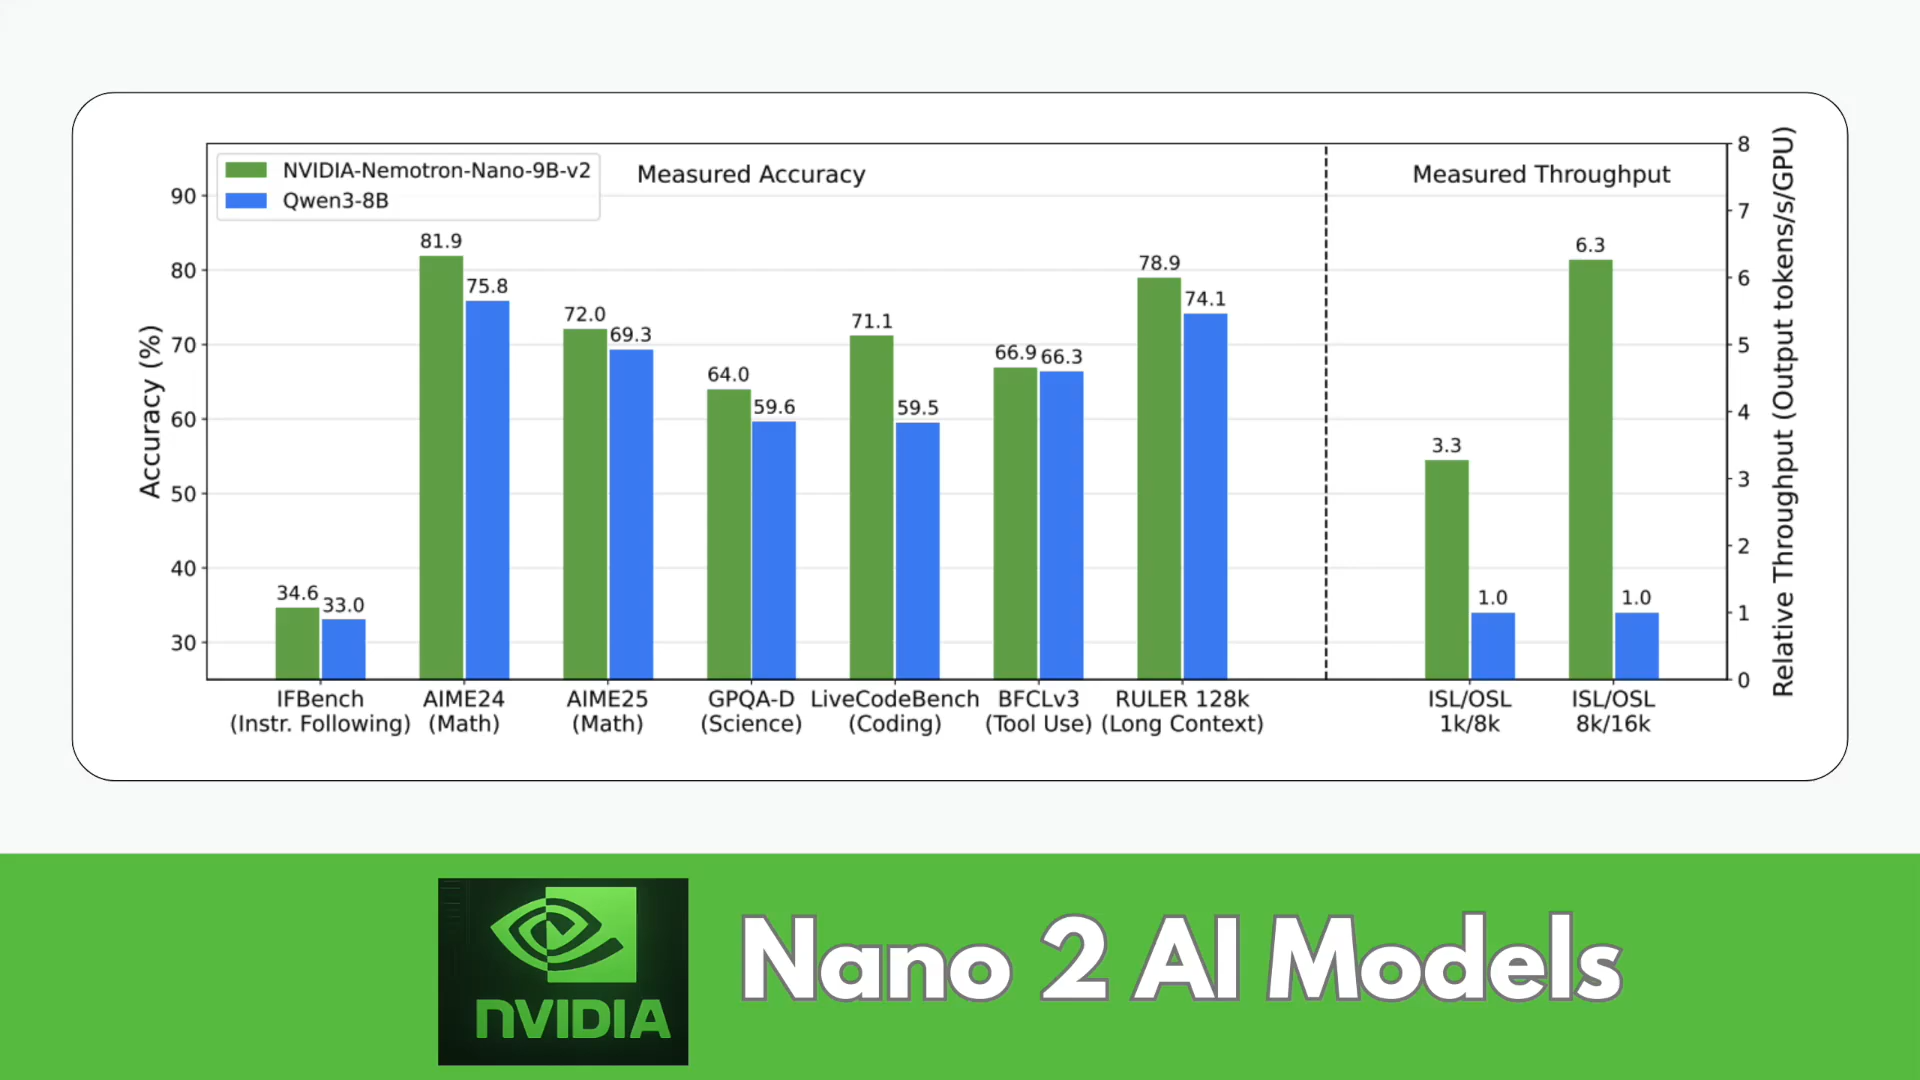 NVIDIA-Nemotron-Nano-9B-v2
Qwen3-8B
Measured Accuracy
Measured Throughput
Accuracy (%)
90
80
70
60
50
40
30
34.6
33.0
81.9
75.8
72.0
69.3
64.0
59.6
71.1
59.5
66.9
66.3
78.9
74.1
3.3
1.0
6.3
1.0
8
7
6
5
4
3
2
1
0
Relative Throughput (Output tokens/s/GPU)
IFBench
(Instr. Following)
AIME24
(Math)
AIME25
(Math)
GPQA-D
(Science)
LiveCodeBench
(Coding)
BFCLv3
(Tool Use)
RULER 128k
(Long Context)
ISL/OSL
1k/8k
ISL/OSL
8k/16k
NVIDIA
Nano 2 AI Models